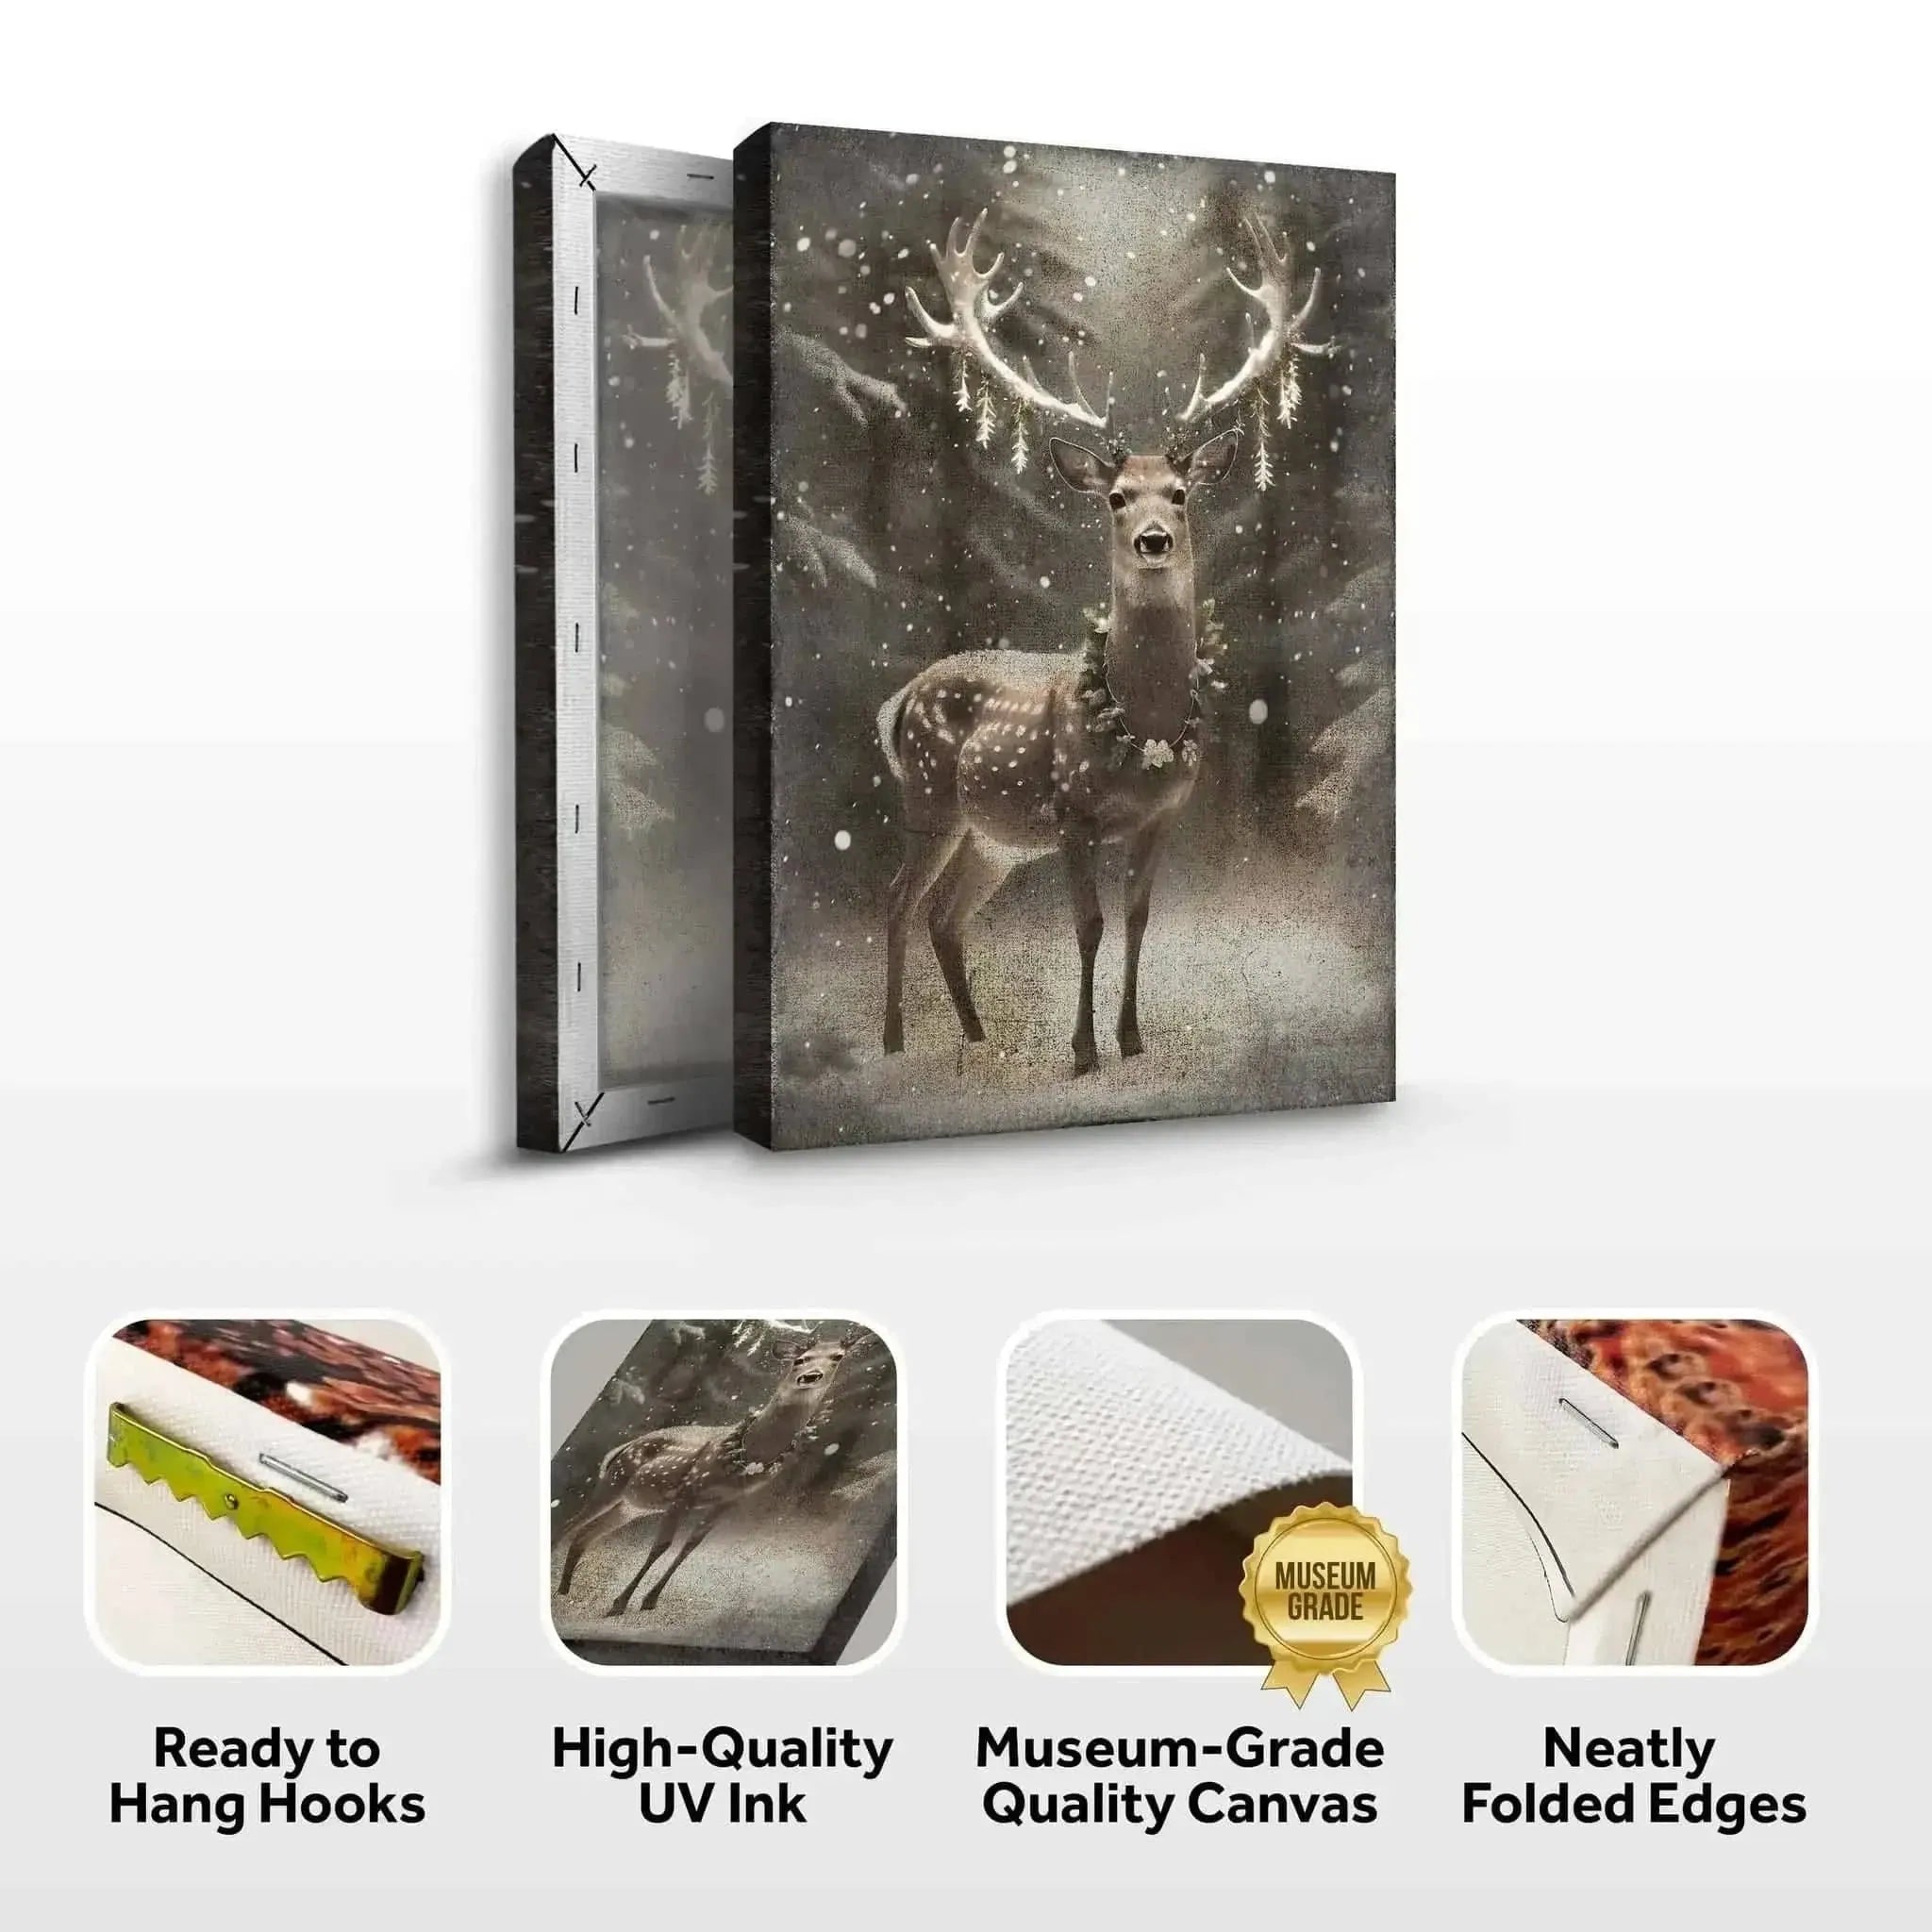 MUSEUM
GRADE
Ready to
Hang Hooks
High-Quality
UV Ink
Museum-Grade
Quality Canvas
Neatly
Folded Edges